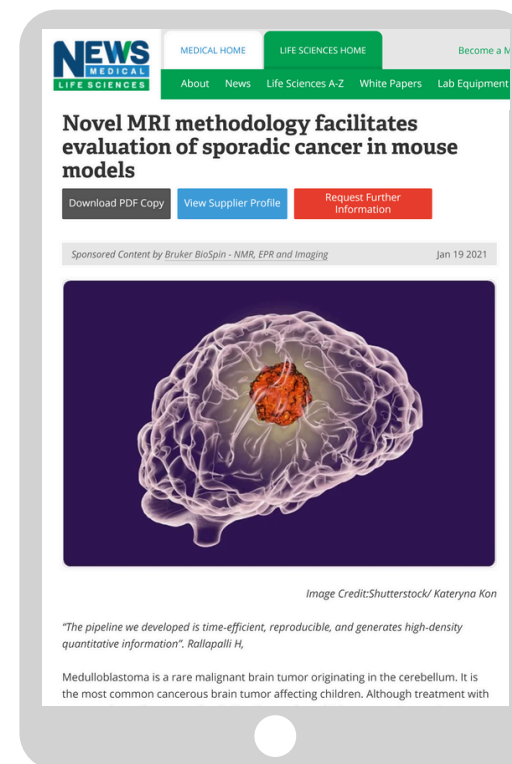 NEWS
MEDICAL
LIFE SCIENCES
MEDICAL HOME
LIFE SCIENCES HOME
Become a M
About News Life Sciences A-Z White Papers Lab Equipment
Novel MRI methodology facilitates
evaluation of sporadic cancer in mouse
models
Download PDF Copy
View Supplier Profile
Request Further
Information
Sponsored Content by Bruker BioSpin - NMR, EPR and Imaging
Jan 19 2021
Image Credit:Shutterstock/ Kateryna Kon
"The pipeline we developed is time-efficient, reproducible, and generates high-density
quantitative information". Rallapalli H,
Medulloblastoma is a rare malignant brain tumor originating in the cerebellum. It is
the most common cancerous brain tumor affecting children. Although treatment with